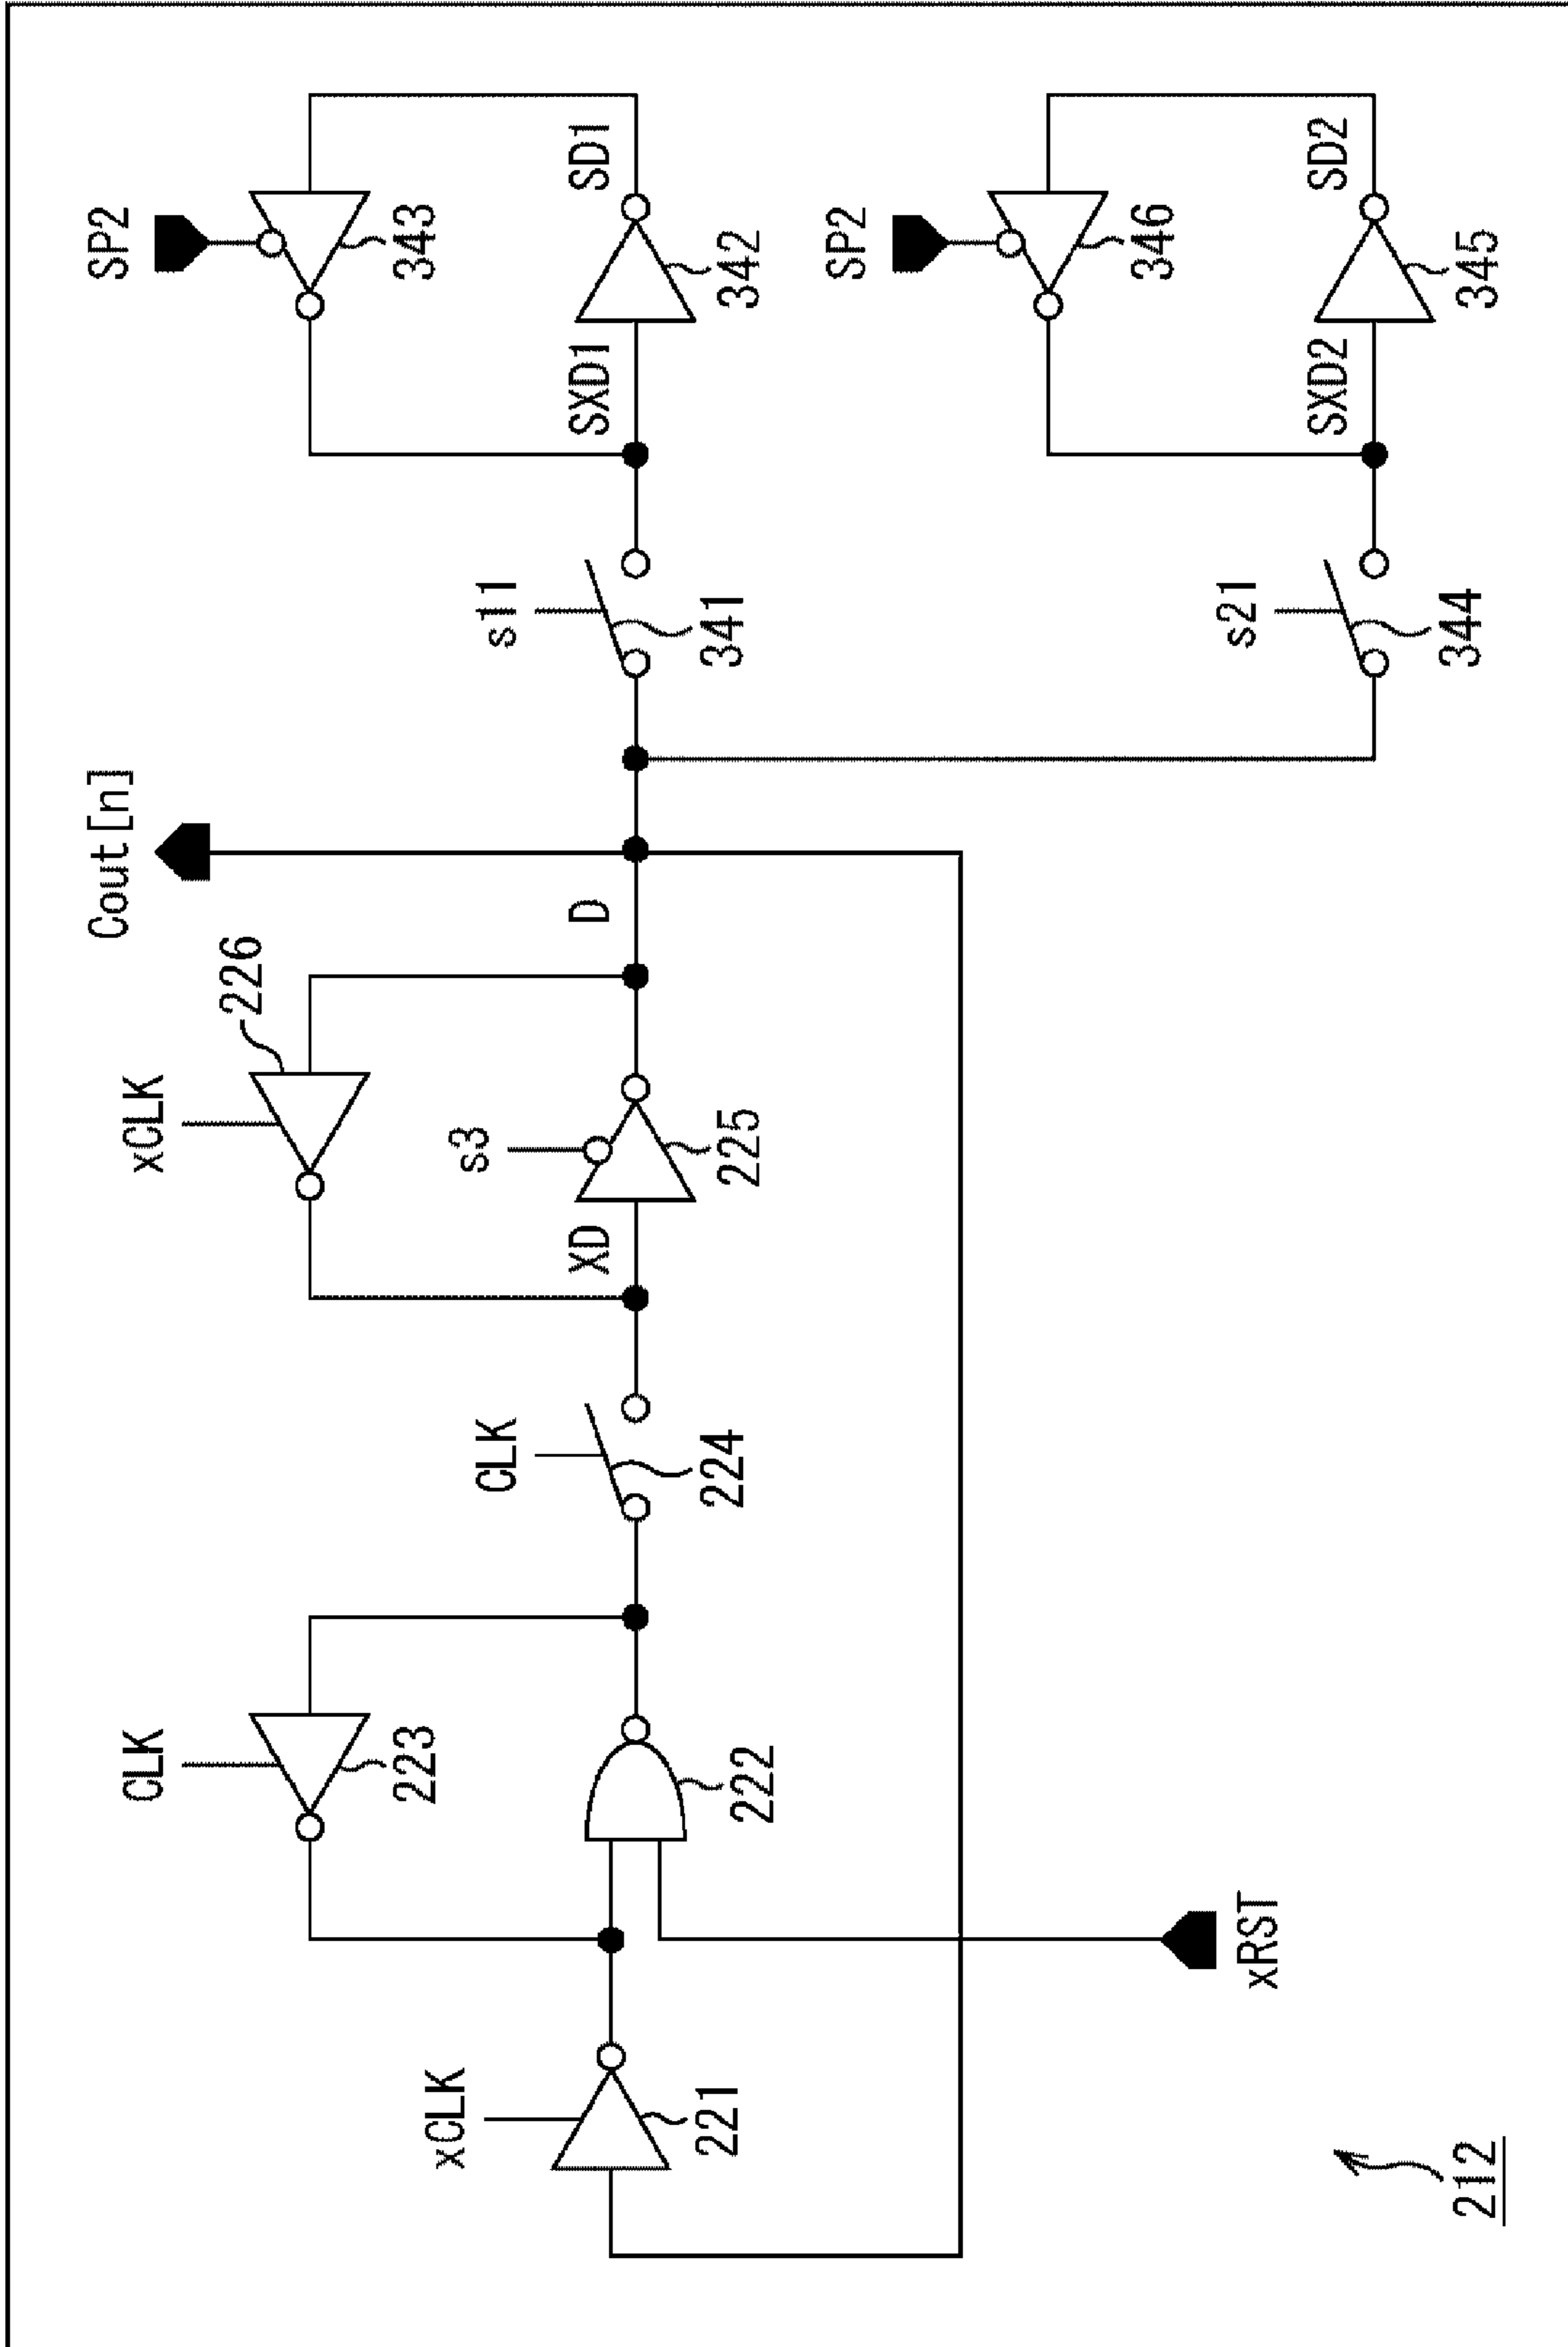 xCLK
221
CLK
223
222
xRST
CLK
224
xCLK
226
XD
s3
225
D
Cout[n]
s11
341
SXD1
SD1
SP2
343
342
s21
344
SXD2
SD2
SP2
346
345
212